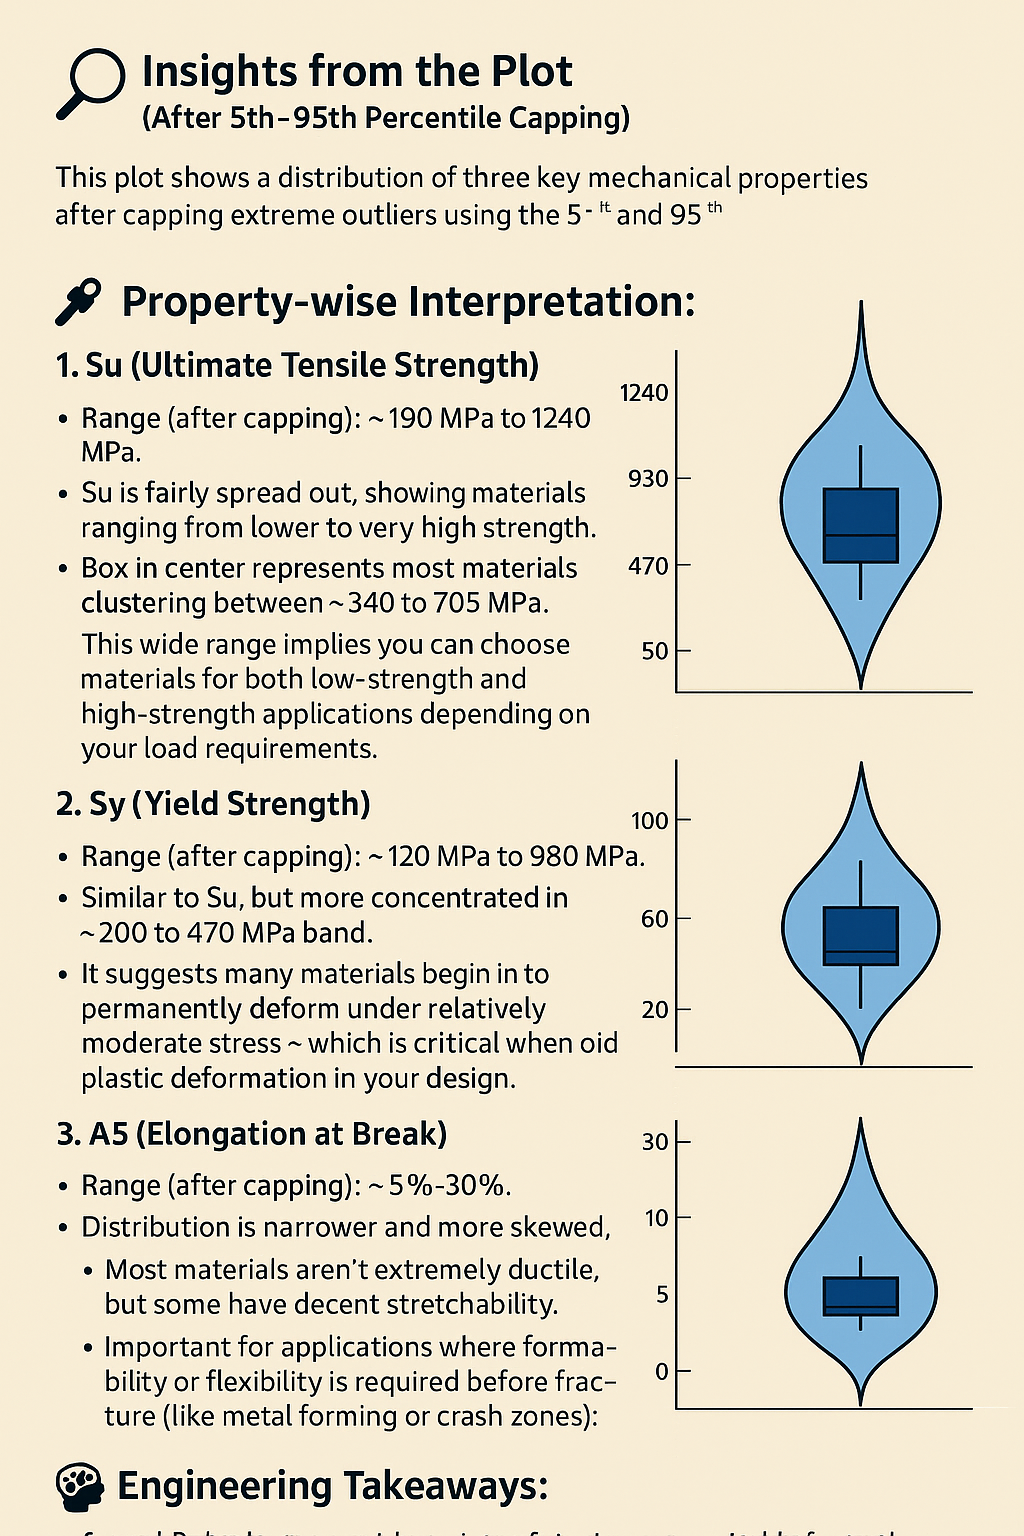 Insights from the Plot
(After 5th–95th Percentile Capping)
This plot shows a distribution of three key mechanical properties
after capping extreme outliers using the 5- and 95 th
Property-wise Interpretation:
1. Su (Ultimate Tensile Strength)
• Range (after capping): ~190 MPa to 1240
MPa.
• Su is fairly spread out, showing materials
ranging from lower to very high strength.
• Box in center represents most materials
clustering between ~340 to 705 MPa.
This wide range implies you can choose
materials for both low-strength and
high-strength applications depending on
your load requirements.
1240
930
470
50
2. Sy (Yield Strength)
• Range (after capping): ~120 MPa to 980 MPa.
• Similar to Su, but more concentrated in
~200 to 470 MPa band.
• It suggests many materials begin in to
permanently deform under relatively
moderate stress ~ which is critical when oid
plastic deformation in your design.
100
60
20
3. A5 (Elongation at Break)
• Range (after capping): ~5%-30%.
• Distribution is narrower and more skewed,
• Most materials aren't extremely ductile,
but some have decent stretchability.
• Important for applications where forma-
bility or flexibility is required before frac-
ture (like metal forming or crash zones):
30
10
5
0
Engineering Takeaways: